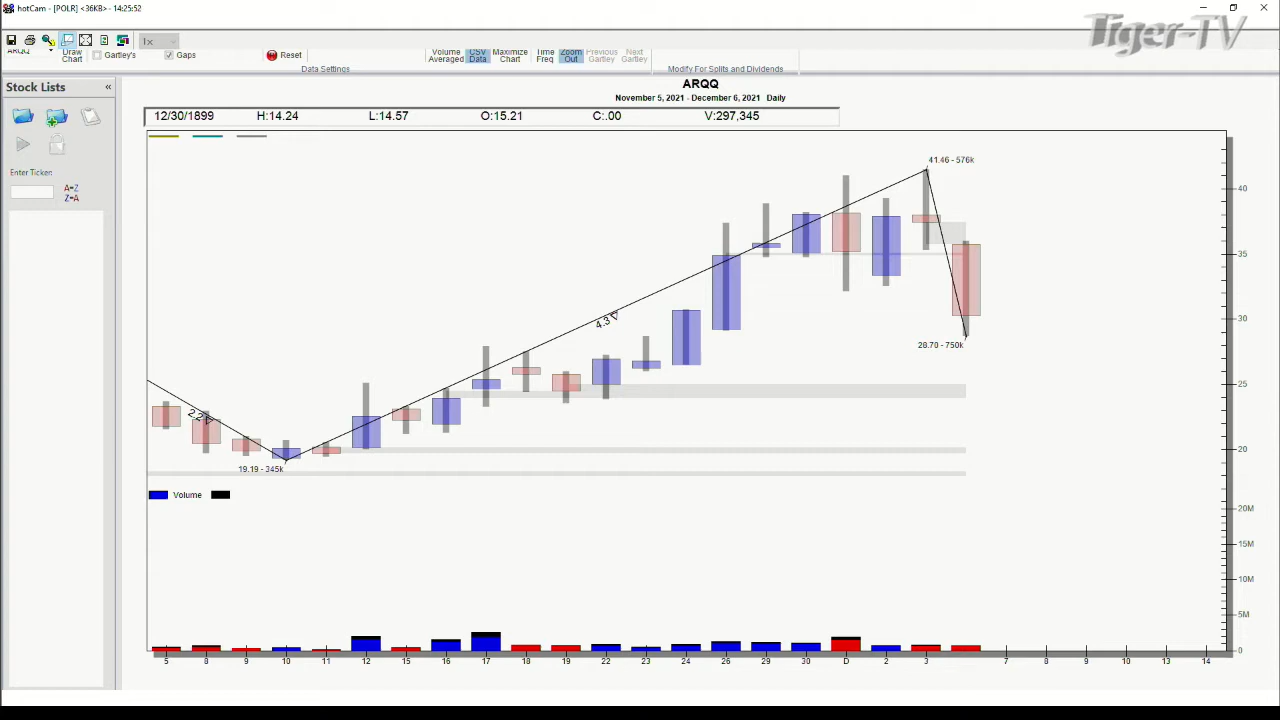 hotCam - [POLR] <36KB> - 14:25:52
Tiger-TV
1x
ARQQ
Draw Chart
Gartley's
Gaps
Reset
Volume Averaged
CSV Data
Maximize Chart
Time Freq
Zoom Out
Previous Gartley
Next Gartley
Data Settings
Modify For Splits and Dividends
Stock Lists
«
Enter Ticker:
A=Z
Z=A
ARQQ
November 5, 2021 - December 6, 2021 Daily
12/30/1899 H:14.24 L:14.57 O:15.21 C:.00 V:297,345
41.46 - 576k
40
35
30
4.3
28.70 - 750k
25
2.2
20
19.19 - 345k
Volume
20M
15M
10M
5M
0
5 8 9 10 11 12 15 16 17 18 19 22 23 24 26 29 30 D 2 3 7 8 9 10 13 14